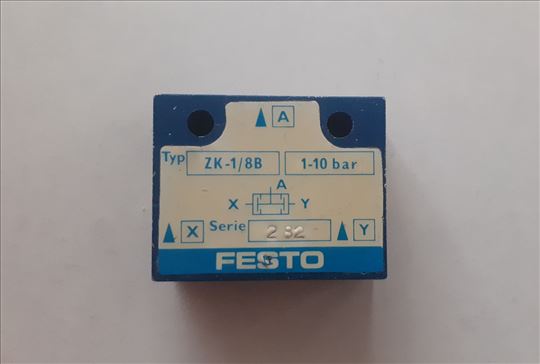 A
Typ ZK-1/8B 1-10 bar
A
X Y
X Serie 2 82 Y
FESTO